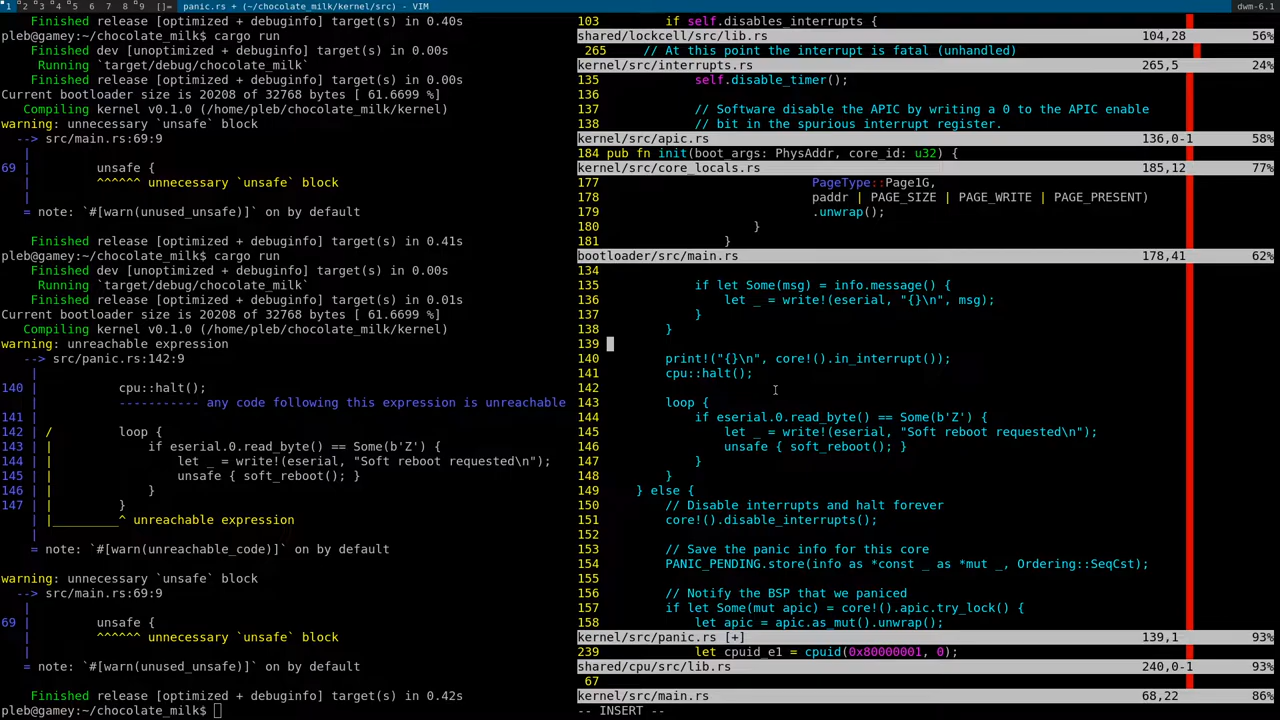 1 2 3 4 5 6 7 8 9 []= panic.rs + (~/chocolate_milk/kernel/src) - VIM dwm-6.1
Finished release [optimized + debuginfo] target(s) in 0.40s
pleb@gamey:~/chocolate_milk$ cargo run
Finished dev [unoptimized + debuginfo] target(s) in 0.00s
Running `target/debug/chocolate_milk`
Finished release [optimized + debuginfo] target(s) in 0.00s
Current bootloader size is 20208 of 32768 bytes [ 61.6699 %]
Compiling kernel v0.1.0 (/home/pleb/chocolate_milk/kernel)
warning: unnecessary `unsafe` block
--> src/main.rs:69:9
|
69 | unsafe {
| ^^^^^^ unnecessary `unsafe` block
|
= note: `#[warn(unused_unsafe)]` on by default
Finished release [optimized + debuginfo] target(s) in 0.41s
pleb@gamey:~/chocolate_milk$ cargo run
Finished dev [unoptimized + debuginfo] target(s) in 0.00s
Running `target/debug/chocolate_milk`
Finished release [optimized + debuginfo] target(s) in 0.01s
Current bootloader size is 20208 of 32768 bytes [ 61.6699 %]
Compiling kernel v0.1.0 (/home/pleb/chocolate_milk/kernel)
warning: unreachable expression
--> src/panic.rs:142:9
|
140 | cpu::halt();
| ----------- any code following this expression is unreachable
141 |
142 | / loop {
143 | | if eserial.0.read_byte() == Some(b'Z') {
144 | | let _ = write!(eserial, "Soft reboot requested\n");
145 | | unsafe { soft_reboot(); }
146 | | }
147 | | }
| |_________^ unreachable expression
|
= note: `#[warn(unreachable_code)]` on by default
warning: unnecessary `unsafe` block
--> src/main.rs:69:9
|
69 | unsafe {
| ^^^^^^ unnecessary `unsafe` block
|
= note: `#[warn(unused_unsafe)]` on by default
Finished release [optimized + debuginfo] target(s) in 0.42s
pleb@gamey:~/chocolate_milk$
103 if self.disables_interrupts {
shared/lockcell/src/lib.rs 104,28 56%
265 // At this point the interrupt is fatal (unhandled)
kernel/src/interrupts.rs 265,5 24%
135 self.disable_timer();
136
137 // Software disable the APIC by writing a 0 to the APIC enable
138 // bit in the spurious interrupt register.
kernel/src/apic.rs 136,0-1 58%
184 pub fn init(boot_args: PhysAddr, core_id: u32) {
kernel/src/core_locals.rs 185,12 77%
177 PageType::Page1G,
178 paddr | PAGE_SIZE | PAGE_WRITE | PAGE_PRESENT)
179 .unwrap();
180 }
181 }
bootloader/src/main.rs 178,41 62%
134
135 if let Some(msg) = info.message() {
136 let _ = write!(eserial, "{}\n", msg);
137 }
138 }
139
140 print!("{}\n", core!().in_interrupt());
141 cpu::halt();
142
143 loop {
144 if eserial.0.read_byte() == Some(b'Z') {
145 let _ = write!(eserial, "Soft reboot requested\n");
146 unsafe { soft_reboot(); }
147 }
148 }
149 } else {
150 // Disable interrupts and halt forever
151 core!().disable_interrupts();
152
153 // Save the panic info for this core
154 PANIC_PENDING.store(info as *const _ as *mut _, Ordering::SeqCst);
155
156 // Notify the BSP that we paniced
157 if let Some(mut apic) = core!().apic.try_lock() {
158 let apic = apic.as_mut().unwrap();
kernel/src/panic.rs [+] 139,1 93%
239 let cpuid_e1 = cpuid(0x80000001, 0);
shared/cpu/src/lib.rs 240,0-1 93%
67
kernel/src/main.rs 68,22 86%
-- INSERT --